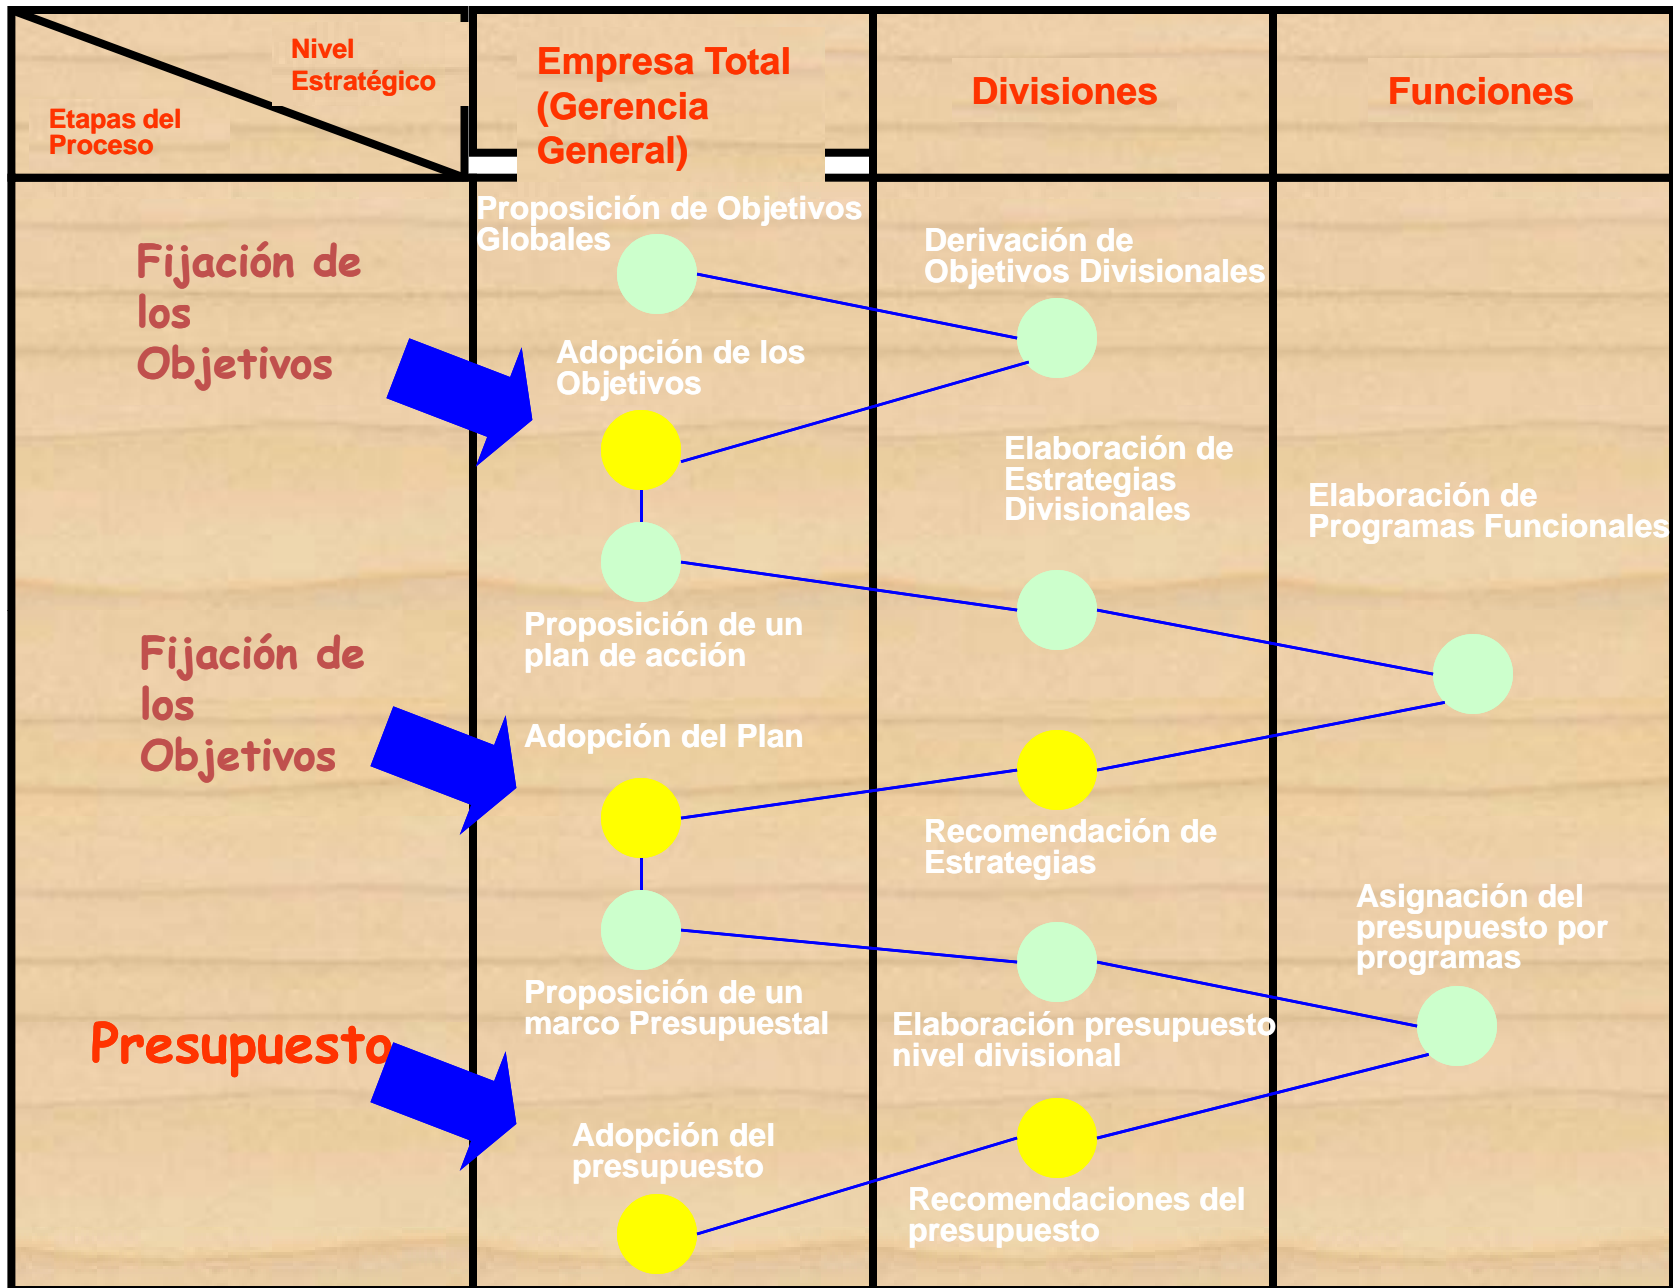 Nivel
Estratégico
Etapas del
Proceso
Empresa Total
(Gerencia
General)
Divisiones
Funciones
Fijación de
los
Objetivos
Proposición de Objetivos
Globales
Derivación de
Objetivos Divisionales
Adopción de los
Objetivos
Elaboración de
Estrategias
Divisionales
Elaboración de
Programas Funcionales
Proposición de un
plan de acción
Fijación de
los
Objetivos
Adopción del Plan
Recomendación de
Estrategias
Asignación del
presupuesto por
programas
Proposición de un
marco Presupuestal
Elaboración presupuesto
nivel divisional
Presupuesto
Adopción del
presupuesto
Recomendaciones del
presupuesto